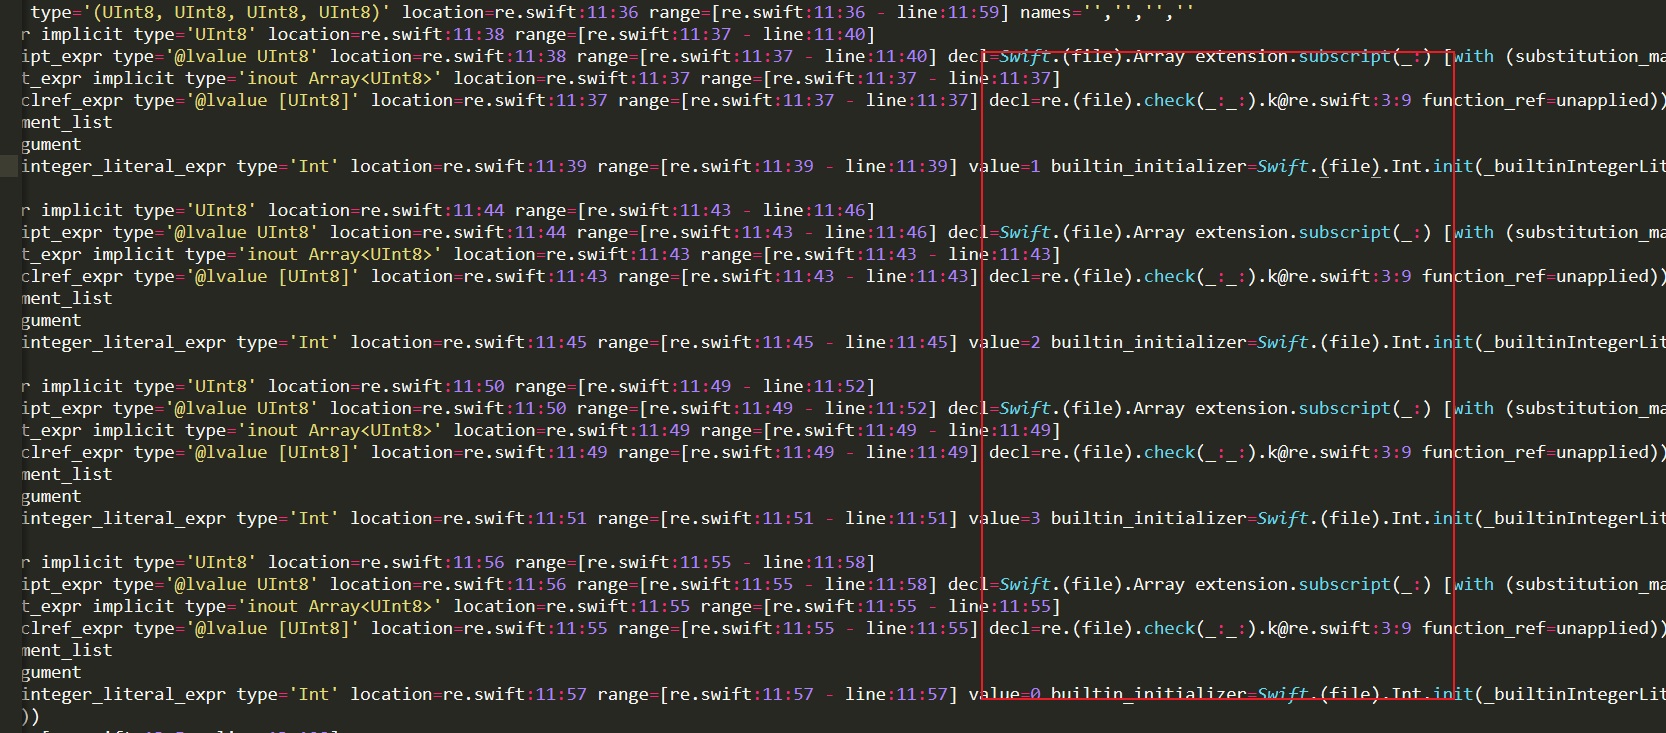 type='(UInt8, UInt8, UInt8, UInt8)' location=re.swift:11:36 range=[re.swift:11:36 - line:11:59] names='','','',''
r implicit type='UInt8' location=re.swift:11:38 range=[re.swift:11:37 - line:11:40]
ipt_expr type='@lvalue UInt8' location=re.swift:11:38 range=[re.swift:11:37 - line:11:40] decl=Swift.(file).Array extension.subscript(_:) [with (substitution_ma
t_expr implicit type='inout Array<UInt8>' location=re.swift:11:37 range=[re.swift:11:37 - line:11:37]
clref_expr type='@lvalue [UInt8]' location=re.swift:11:37 range=[re.swift:11:37 - line:11:37] decl=re.(file).check(_:_:).k@re.swift:3:9 function_ref=unapplied))
ment_list
gument
integer_literal_expr type='Int' location=re.swift:11:39 range=[re.swift:11:39 - line:11:39] value=1 builtin_initializer=Swift.(file).Int.init(_builtinIntegerLit
r implicit type='UInt8' location=re.swift:11:44 range=[re.swift:11:43 - line:11:46]
ipt_expr type='@lvalue UInt8' location=re.swift:11:44 range=[re.swift:11:43 - line:11:46] decl=Swift.(file).Array extension.subscript(_:) [with (substitution_ma
t_expr implicit type='inout Array<UInt8>' location=re.swift:11:43 range=[re.swift:11:43 - line:11:43]
clref_expr type='@lvalue [UInt8]' location=re.swift:11:43 range=[re.swift:11:43 - line:11:43] decl=re.(file).check(_:_:).k@re.swift:3:9 function_ref=unapplied))
ment_list
gument
integer_literal_expr type='Int' location=re.swift:11:45 range=[re.swift:11:45 - line:11:45] value=2 builtin_initializer=Swift.(file).Int.init(_builtinIntegerLit
r implicit type='UInt8' location=re.swift:11:50 range=[re.swift:11:49 - line:11:52]
ipt_expr type='@lvalue UInt8' location=re.swift:11:50 range=[re.swift:11:49 - line:11:52] decl=Swift.(file).Array extension.subscript(_:) [with (substitution_ma
t_expr implicit type='inout Array<UInt8>' location=re.swift:11:49 range=[re.swift:11:49 - line:11:49]
clref_expr type='@lvalue [UInt8]' location=re.swift:11:49 range=[re.swift:11:49 - line:11:49] decl=re.(file).check(_:_:).k@re.swift:3:9 function_ref=unapplied))
ment_list
gument
integer_literal_expr type='Int' location=re.swift:11:51 range=[re.swift:11:51 - line:11:51] value=3 builtin_initializer=Swift.(file).Int.init(_builtinIntegerLit
r implicit type='UInt8' location=re.swift:11:56 range=[re.swift:11:55 - line:11:58]
ipt_expr type='@lvalue UInt8' location=re.swift:11:56 range=[re.swift:11:55 - line:11:58] decl=Swift.(file).Array extension.subscript(_:) [with (substitution_ma
t_expr implicit type='inout Array<UInt8>' location=re.swift:11:55 range=[re.swift:11:55 - line:11:55]
clref_expr type='@lvalue [UInt8]' location=re.swift:11:55 range=[re.swift:11:55 - line:11:55] decl=re.(file).check(_:_:).k@re.swift:3:9 function_ref=unapplied))
ment_list
gument
integer_literal_expr type='Int' location=re.swift:11:57 range=[re.swift:11:57 - line:11:57] value=0 builtin_initializer=Swift.(file).Int.init(_builtinIntegerLit
))